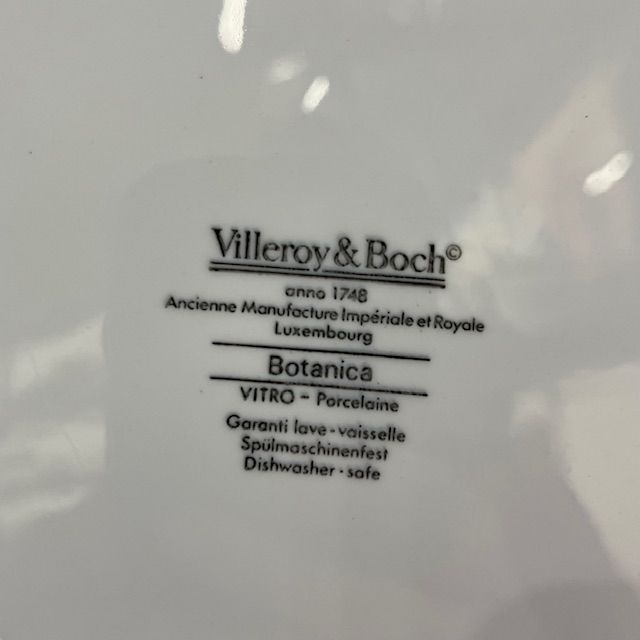 Villeroy & Boch©
anno 1748
Ancienne Manufacture Impériale et Royale
Luxembourg
Botanica
VITRO - Porcelaine
Garanti lave-vaisselle
Spülmaschinenfest
Dishwasher-safe